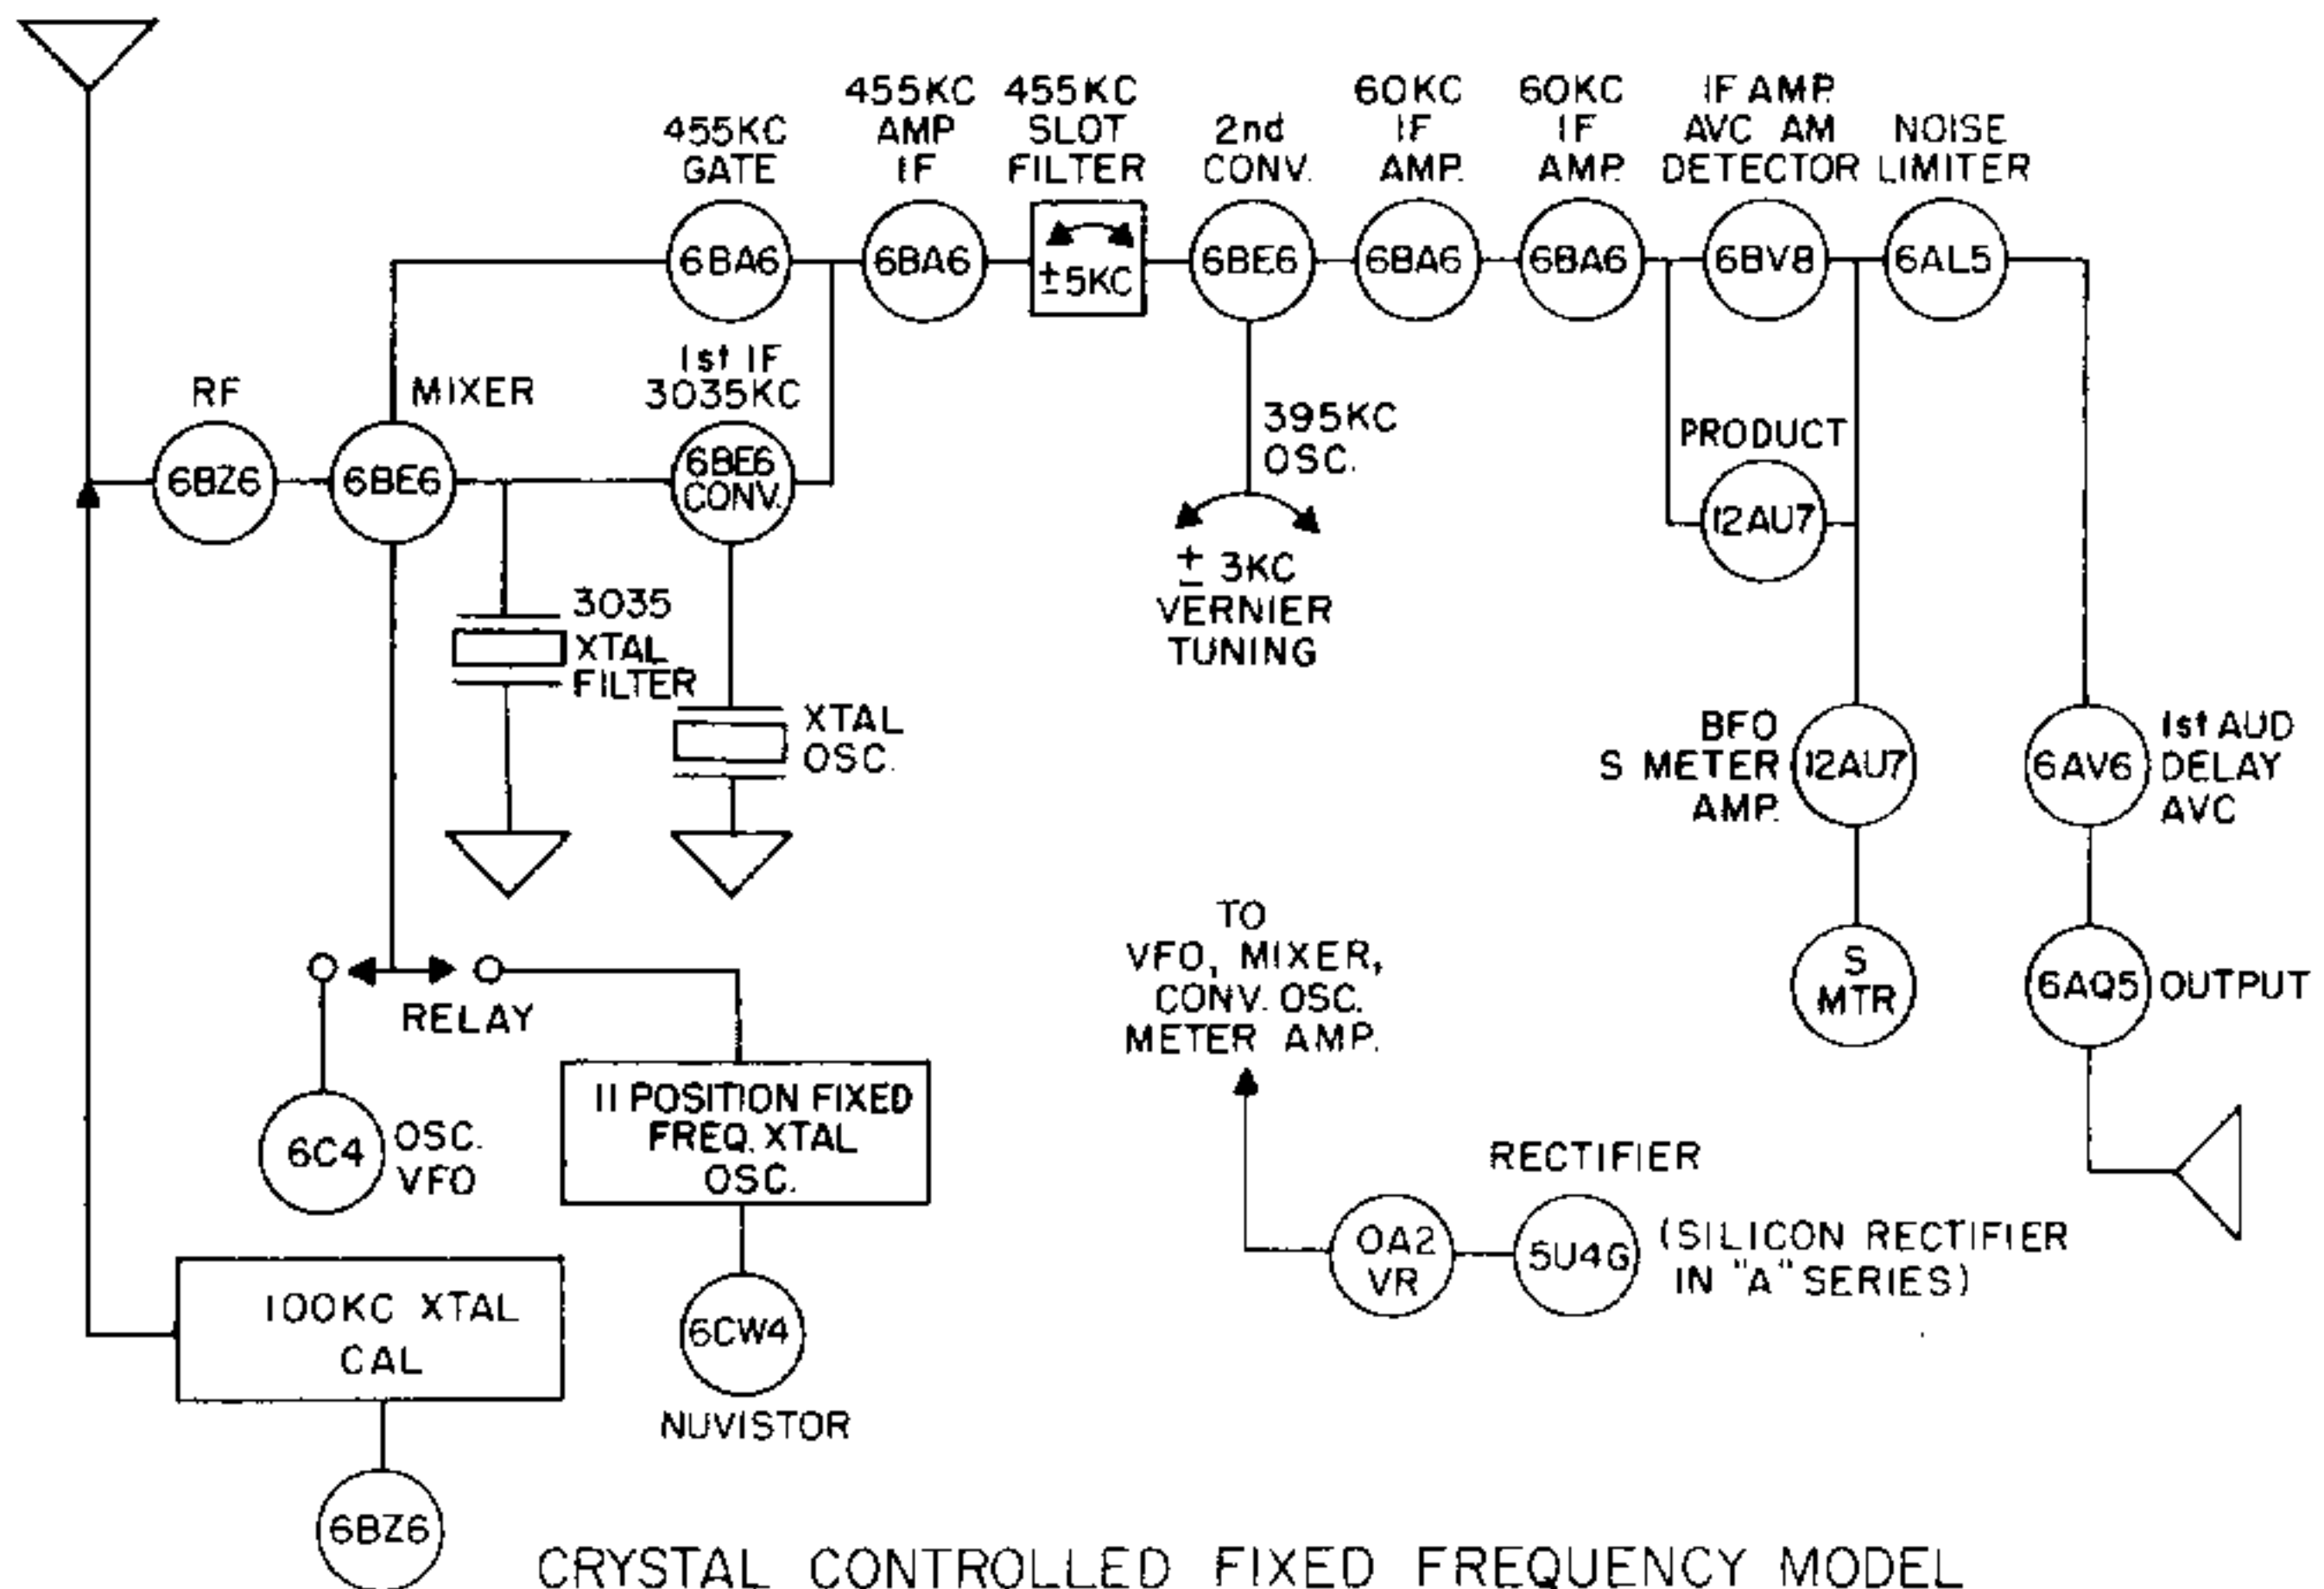 455KC
GATE
455KC
AMP
IF
455KC
SLOT
FILTER
2nd
CONV.
60KC
IF
AMP.
60KC
IF
AMP.
IF AMP.
AVC AM
DETECTOR
NOISE
LIMITER
6BA6
6BA6
±5KC
6BE6
6BA6
6BA6
6BV8
6AL5
RF
MIXER
1st IF
3035KC
6BZ6
6BE6
6BE6
CONV.
395KC
OSC.
PRODUCT
12AU7
± 3KC
VERNIER
TUNING
3035
XTAL
FILTER
XTAL
OSC.
BFO
S METER
AMP.
12AU7
6AV6
1st AUD
DELAY
AVC
RELAY
TO
VFO, MIXER,
CONV. OSC.
METER AMP.
S
MTR
6AQ5
OUTPUT
6C4
OSC.
VFO
11 POSITION FIXED
FREQ. XTAL
OSC.
RECTIFIER
OA2
VR
5U4G
(SILICON RECTIFIER
IN "A" SERIES)
100KC XTAL
CAL
6CW4
NUVISTOR
6BZ6
CRYSTAL CONTROLLED FIXED FREQUENCY MODEL